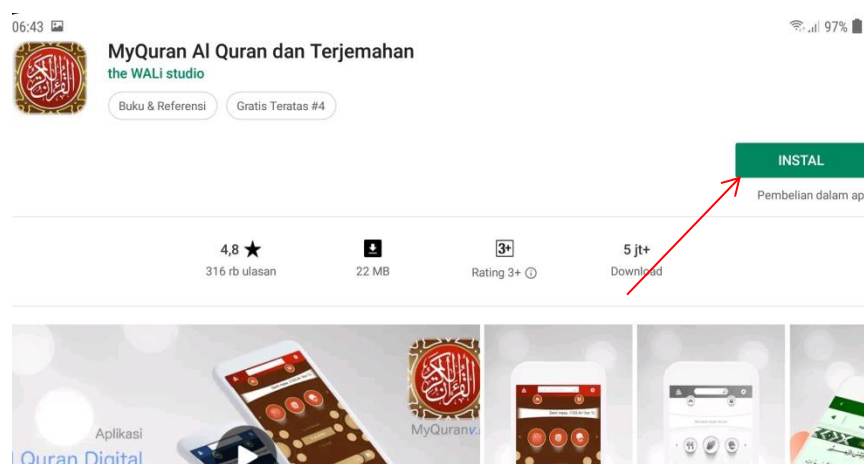 06:43 97%
MyQuran Al Quran dan Terjemahan
the WALi studio
Buku & Referensi Gratis Teratas #4
INSTAL
Pembelian dalam ap
4,8 ★ 3+ 5 jt+
316 rb ulasan 22 MB Rating 3+ Download
Aplikasi
Quran Digital
MyQuranv.